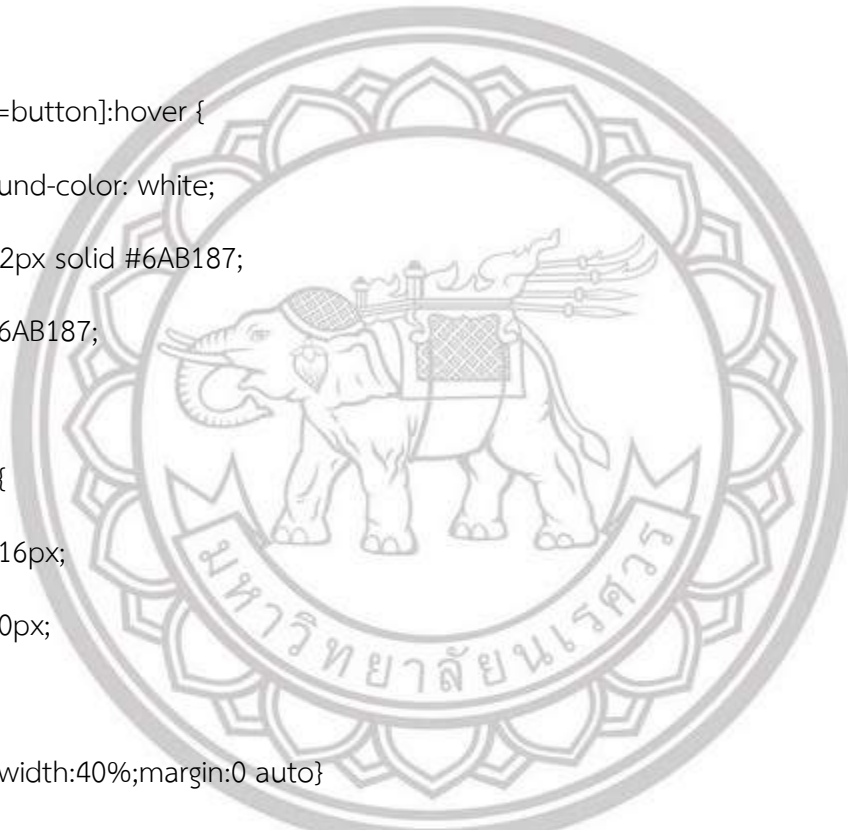 =button]:hover {
und-color: white;
2px solid #6AB187;
6AB187;
{
16px;
0px;
width:40%;margin:0 auto}
มหาวิทยาลัยนเรศวร